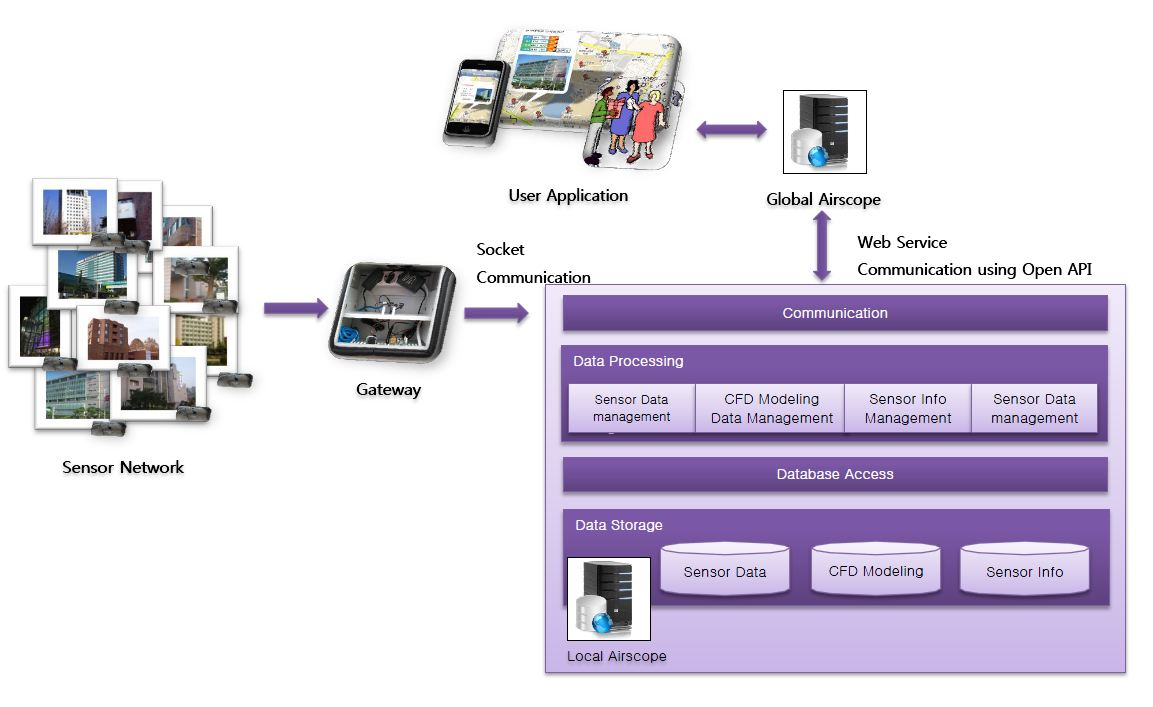 User Application
Global Airscope
Web Service
Communication using Open API
Socket
Communication
Gateway
Sensor Network
Communication
Data Processing
Sensor Data
management
CFD Modeling
Data Management
Sensor Info
Management
Sensor Data
management
Database Access
Data Storage
Sensor Data
CFD Modeling
Sensor Info
Local Airscope